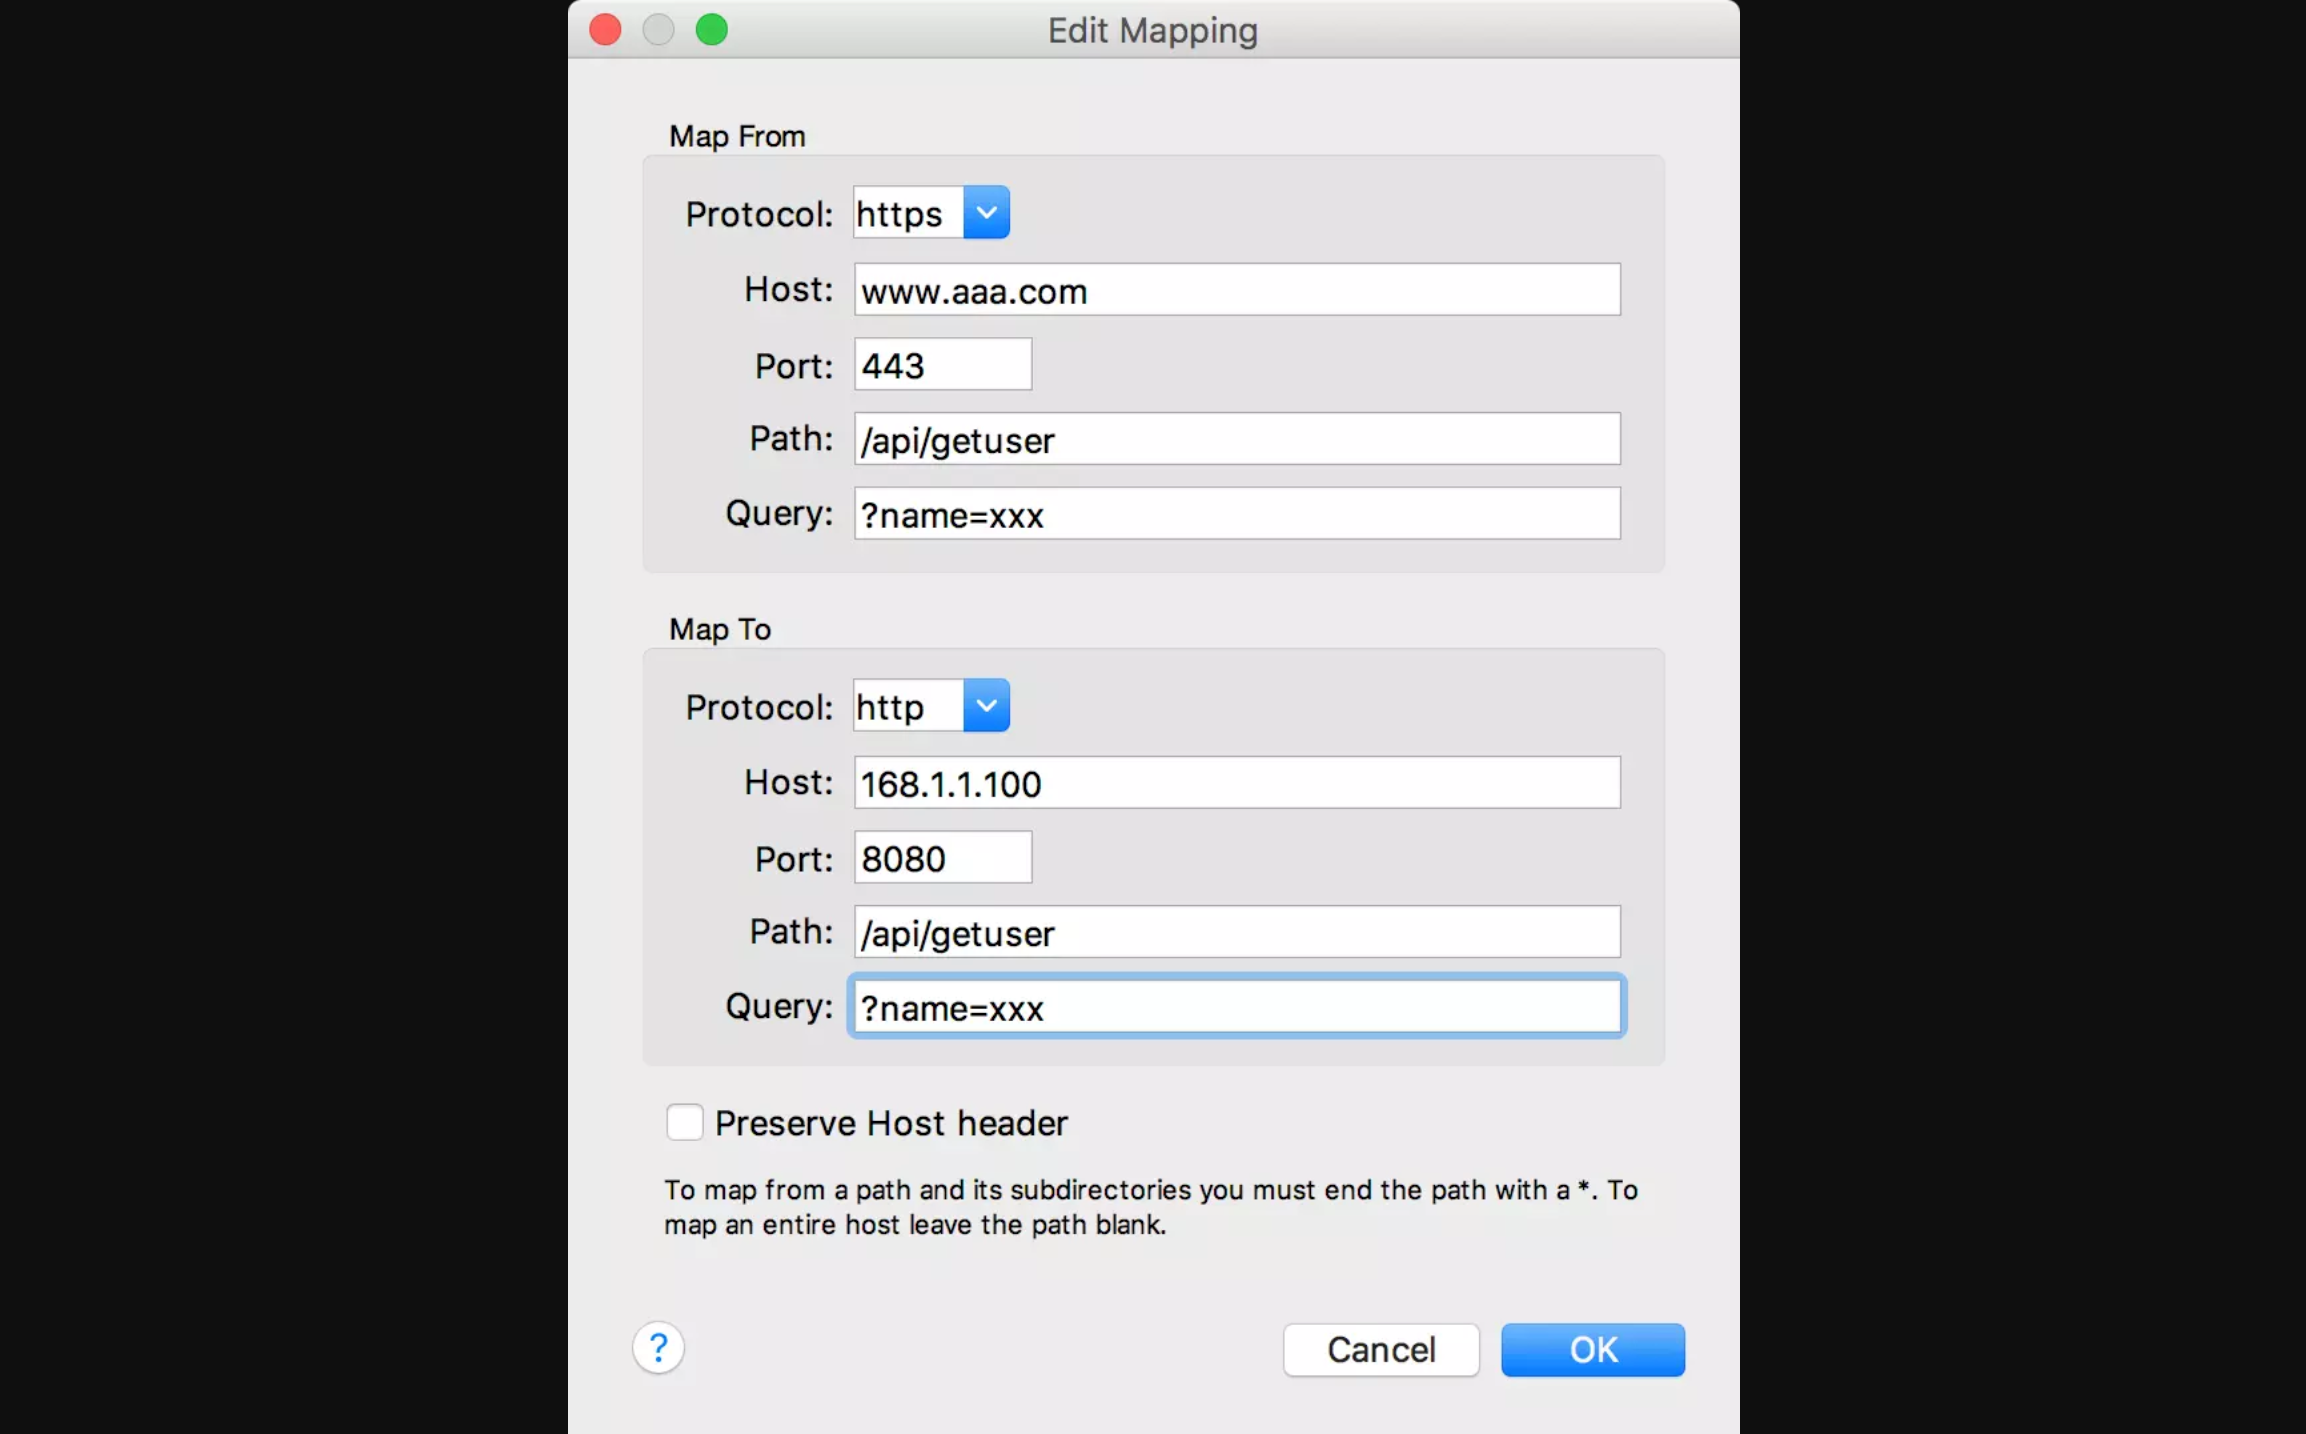 Edit Mapping
Map From
Protocol: https
Host: www.aaa.com
Port: 443
Path: /api/getuser
Query: ?name=xxx
Map To
Protocol: http
Host: 168.1.1.100
Port: 8080
Path: /api/getuser
Query: ?name=xxx
Preserve Host header
To map from a path and its subdirectories you must end the path with a *. To
map an entire host leave the path blank.
? Cancel OK